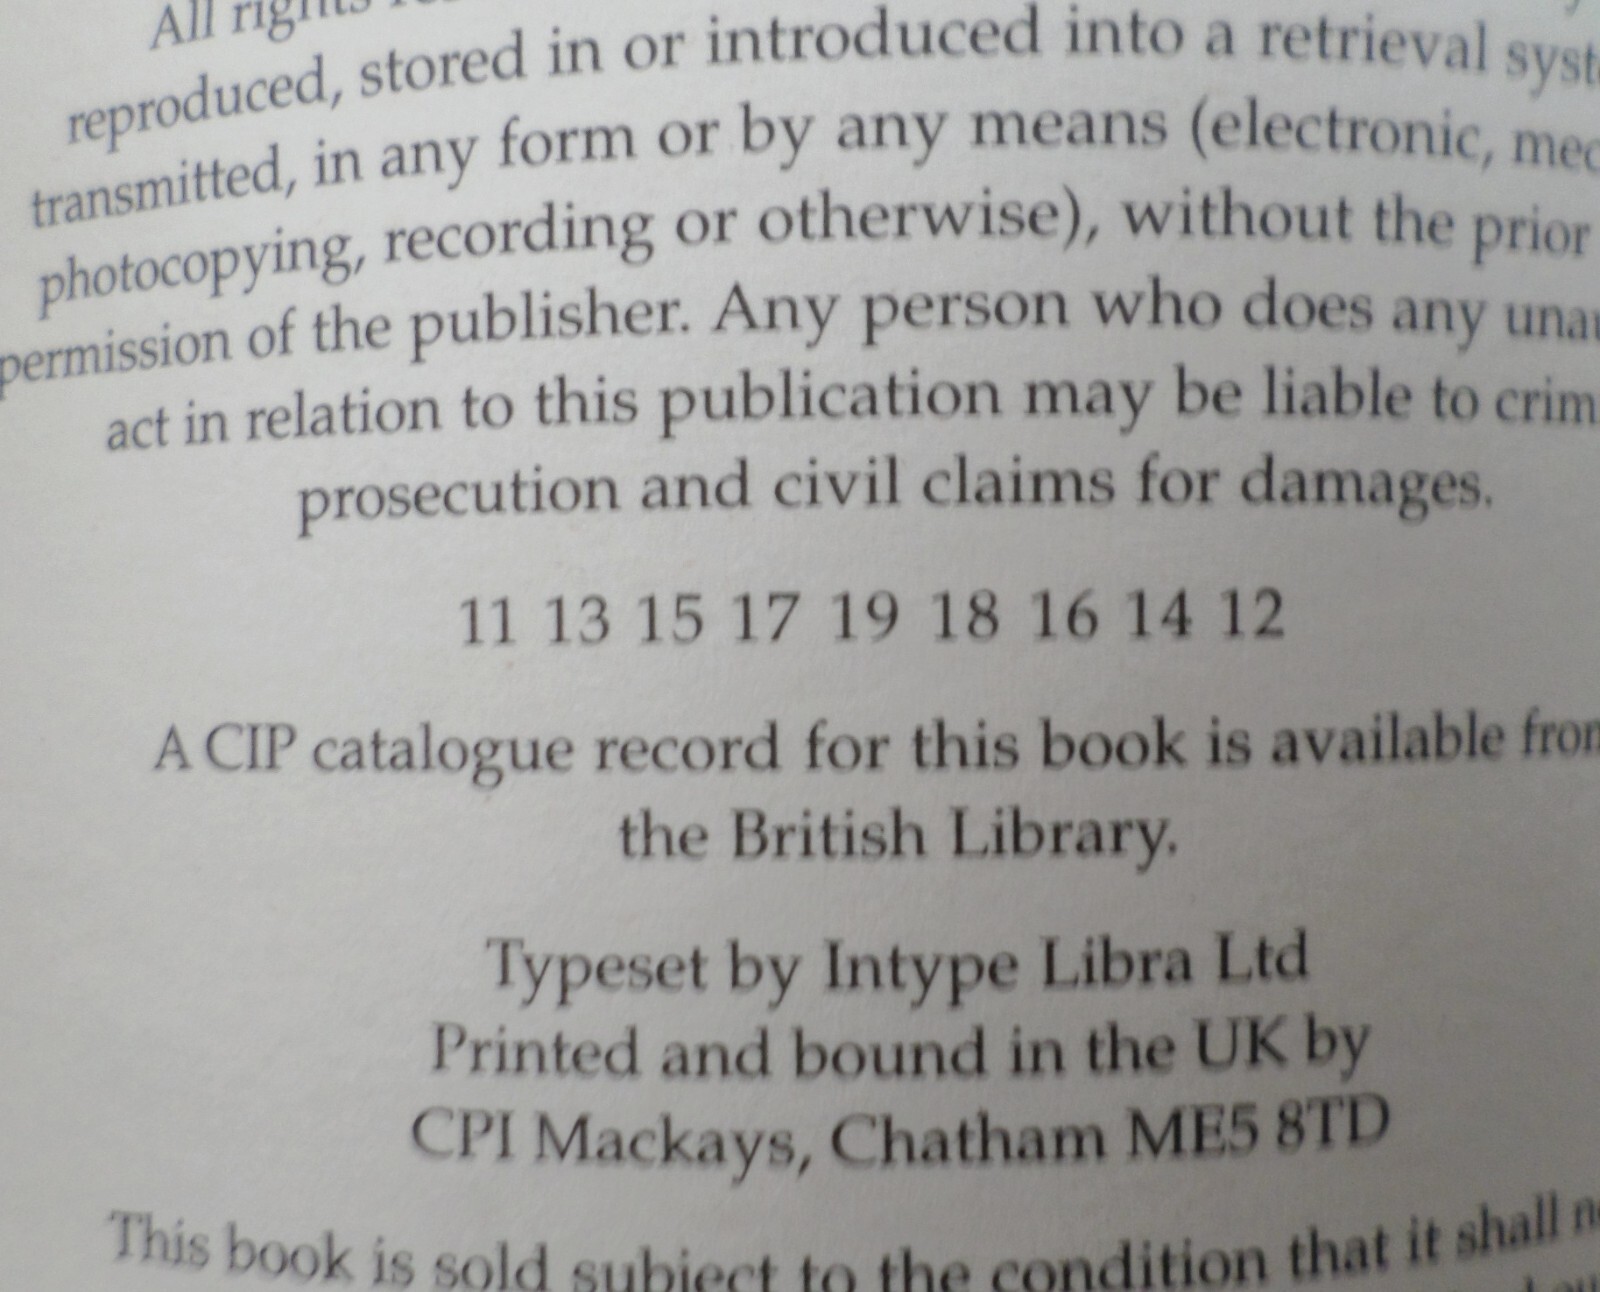 All rights
reproduced, stored in or introduced into a retrieval
transmitted, in any form or by any means (electronic,
photocopying, recording or otherwise), without the prior
permission of the publisher. Any person who does any
act in relation to this publication may be liable to
prosecution and civil claims for damages.
11 13 15 17 19 18 16 14 12
A CIP catalogue record for this book is available from
the British Library.
Typeset by Intype Libra Ltd
Printed and bound in the UK by
CPI Mackays, Chatham ME5 8TD
This book is sold subject to the condition that it shall